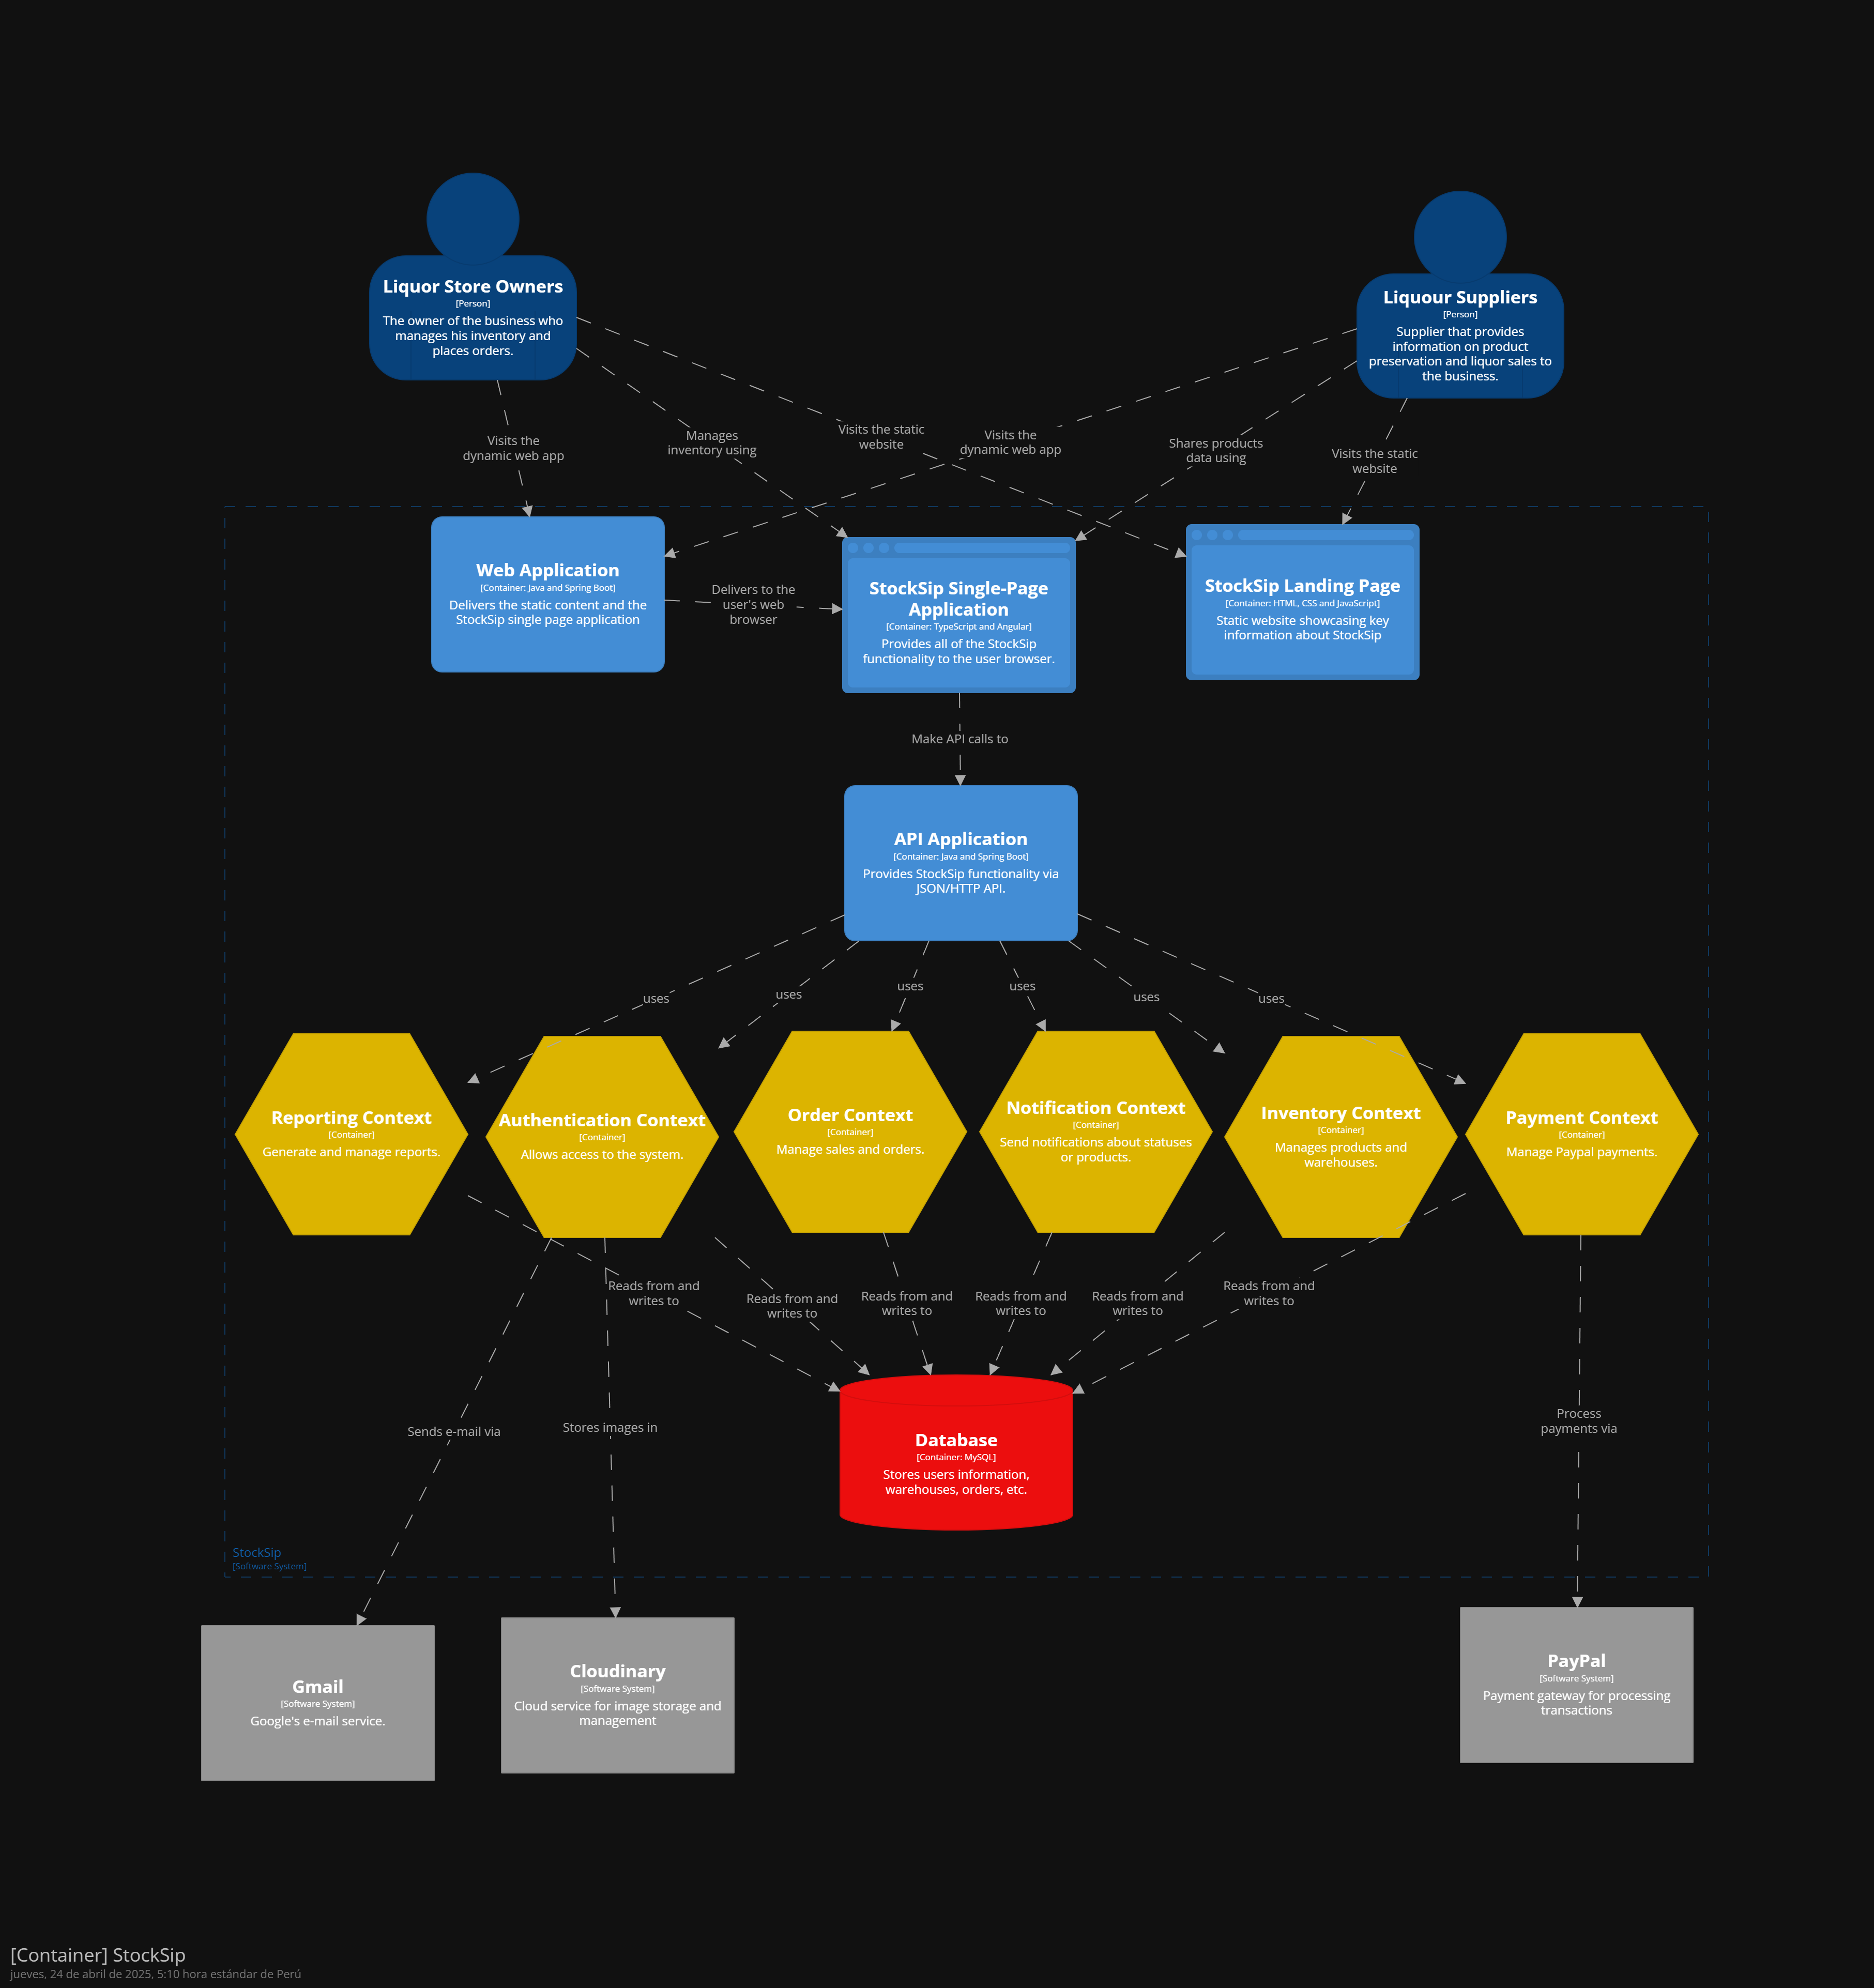 Liquor Store Owners
[Person]
The owner of the business who
manages his inventory and
places orders.
Liquour Suppliers
[Person]
Supplier that provides
information on product
preservation and liquor sales to
the business.
Visits the
dynamic web app
Manages
inventory using
Visits the static
website
Visits the
dynamic web app
Shares products
data using
Visits the static
website
Web Application
[Container: Java and Spring Boot]
Delivers the static content and the
StockSip single page application
Delivers to the
user's web
browser
StockSip Single-Page
Application
[Container: TypeScript and Angular]
Provides all of the StockSip
functionality to the user browser.
StockSip Landing Page
[Container: HTML, CSS and JavaScript]
Static website showcasing key
information about StockSip
Make API calls to
API Application
[Container: Java and Spring Boot]
Provides StockSip functionality via
JSON/HTTP API.
uses
uses
uses
uses
uses
uses
Reporting Context
[Container]
Generate and manage reports.
Authentication Context
[Container]
Allows access to the system.
Order Context
[Container]
Manage sales and orders.
Notification Context
[Container]
Send notifications about statuses
or products.
Inventory Context
[Container]
Manages products and
warehouses.
Payment Context
[Container]
Manage Paypal payments.
Reads from and
writes to
Reads from and
writes to
Reads from and
writes to
Reads from and
writes to
Reads from and
writes to
Reads from and
writes to
Sends e-mail via
Stores images in
Process
payments via
Database
[Container: MySQL]
Stores users information,
warehouses, orders, etc.
StockSip
[Software System]
Gmail
[Software System]
Google's e-mail service.
Cloudinary
[Software System]
Cloud service for image storage and
management
PayPal
[Software System]
Payment gateway for processing
transactions
[Container] StockSip
jueves, 24 de abril de 2025, 5:10 hora estándar de Perú